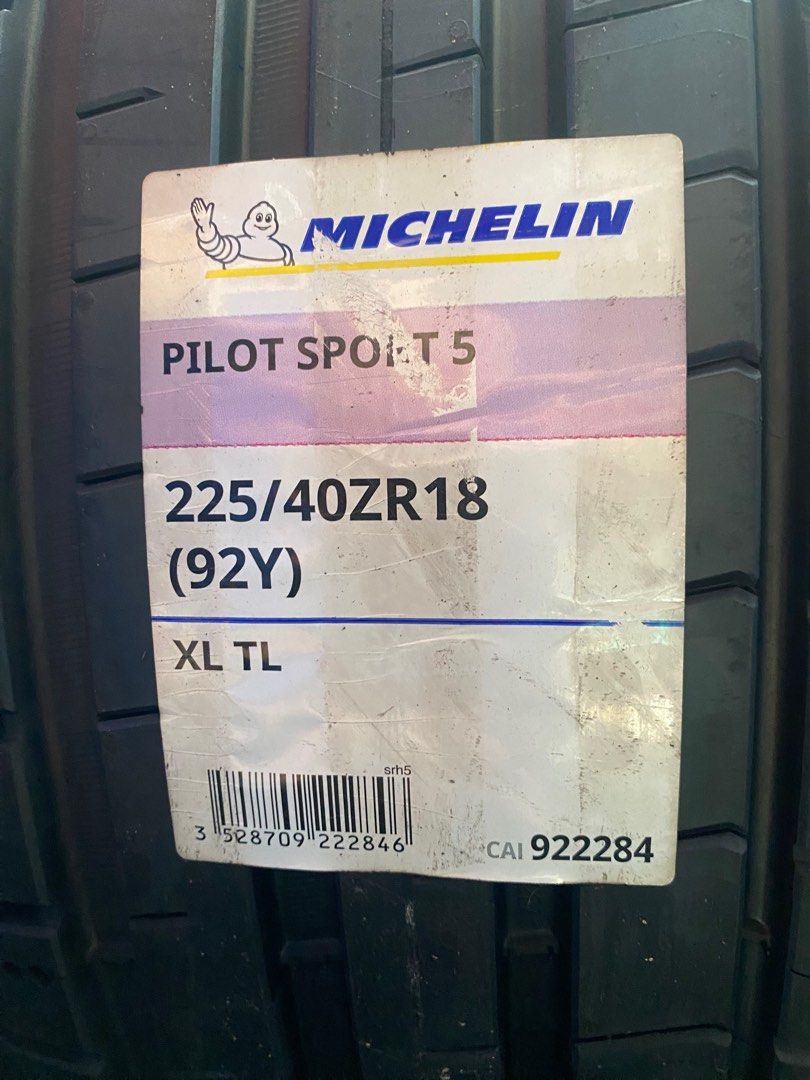 MICHELIN
PILOT SPORT 5
225/40ZR18
(92Y)
XL TL
srh5
3 528709 222846
CAI 922284